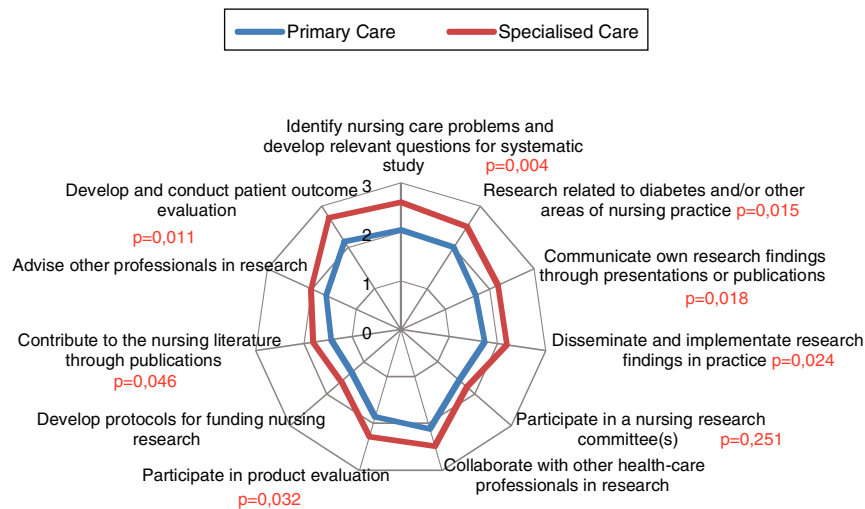 Primary Care
Specialised Care
Identify nursing care problems and
develop relevant questions for systematic
study
p=0,004
Research related to diabetes and/or other
areas of nursing practice p=0,015
Communicate own research findings
through presentations or publications
p=0,018
Disseminate and implementate research
findings in practice p=0,024
Participate in a nursing research
committee(s) p=0,251
Collaborate with other health-care
professionals in research
Participate in product evaluation
p=0,032
Develop protocols for funding nursing
research
Contribute to the nursing literature
through publications
p=0,046
Advise other professionals in research
Develop and conduct patient outcome
evaluation
p=0,011
3
2
1
0